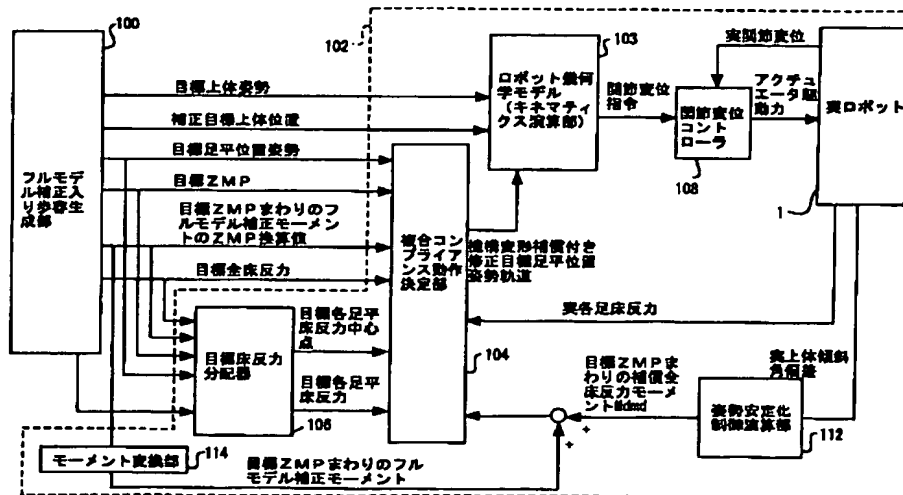 100
フルモデル補正入り歩容生成部
102
目標上体姿勢
補正目標上体位置
目標足平位置姿勢
目標ZMP
目標ZMPまわりのフルモデル補正モーメントのZMP換算値
目標全床反力
103
ロボット幾何学モデル（キネマティクス演算部）
関節変位指令
実関節変位
関節変位コントローラ
108
アクチュエータ駆動力
実ロボット
1
複合コンプライアンス動作決定部
104
機構変形補償付き修正目標足平位置姿勢軌道
実各足床反力
目標床反力分配器
106
目標各足平床反力中心点
目標各足平床反力
目標ZMPまわりの補償全床反力モーメントMdmd
実上体傾斜角偏差
姿勢安定化制御演算部
112
+
+
モーメント変換部
114
目標ZMPまわりのフルモデル補正モーメント